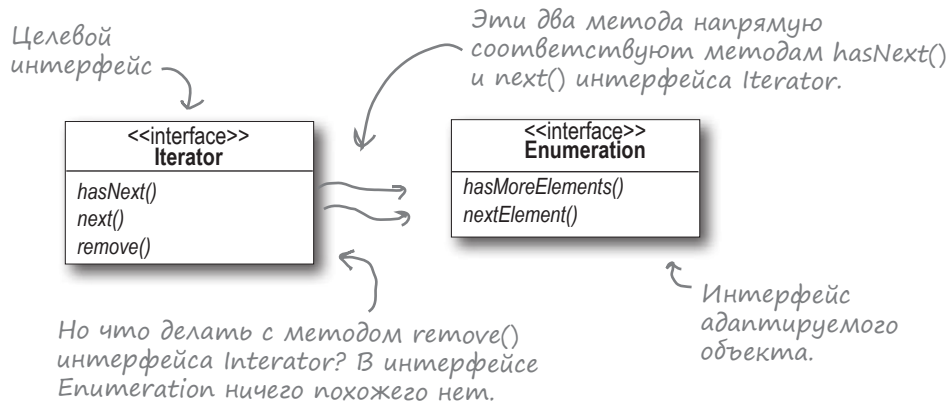 Целевой
интерфейс
Эти два метода напрямую
соответствуют методам hasNext()
и next() интерфейса Iterator.
<<interface>>
Iterator
hasNext()
next()
remove()
<<interface>>
Enumeration
hasMoreElements()
nextElement()
Но что делать с методом remove()
интерфейса Interator? В интерфейсе
Enumeration ничего похожего нет.
Интерфейс
адаптируемого
объекта.